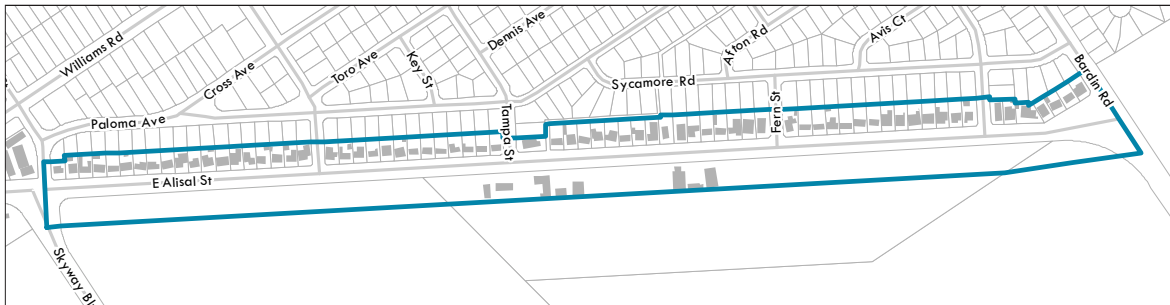 Williams Rd
Cross Ave
Toro Ave
Key St
Dennis Ave
Afton Rd
Avis Ct
Sycamore Rd
Bardin Rd
Paloma Ave
Tampa St
Fern St
E Alisal St
Skyway Bl